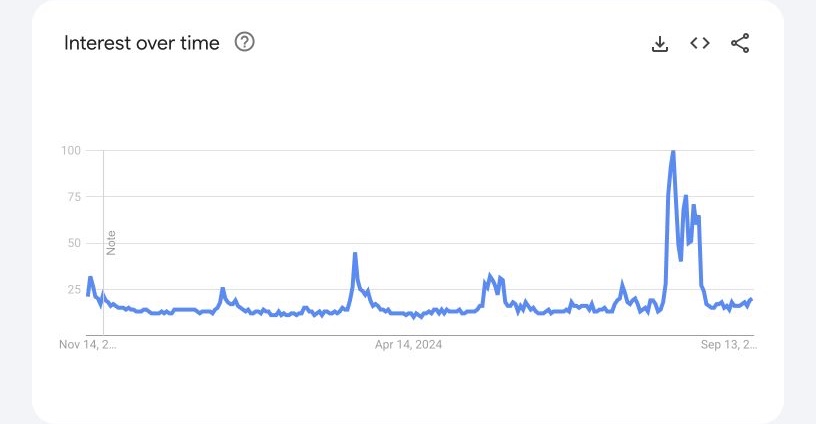 Interest over time
100
75
50
25
Note
Nov 14, 2...
Apr 14, 2024
Sep 13, 2...